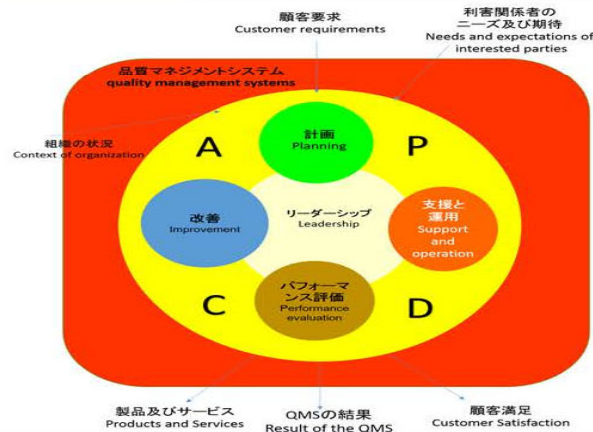 顧客要求
Customer requirements
利害関係者の
ニーズ及び期待
Needs and expectations of
interested parties
品質マネジメントシステム
quality management systems
組織の状況
Context of organization
A
計画
Planning
P
改善
Improvement
リーダーシップ
Leadership
支援と
運用
Support
and
operation
パフォーマ
ンス評価
Performance
evaluation
C
D
製品及びサービス
Products and Services
QMSの結果
Result of the QMS
顧客満足
Customer Satisfaction